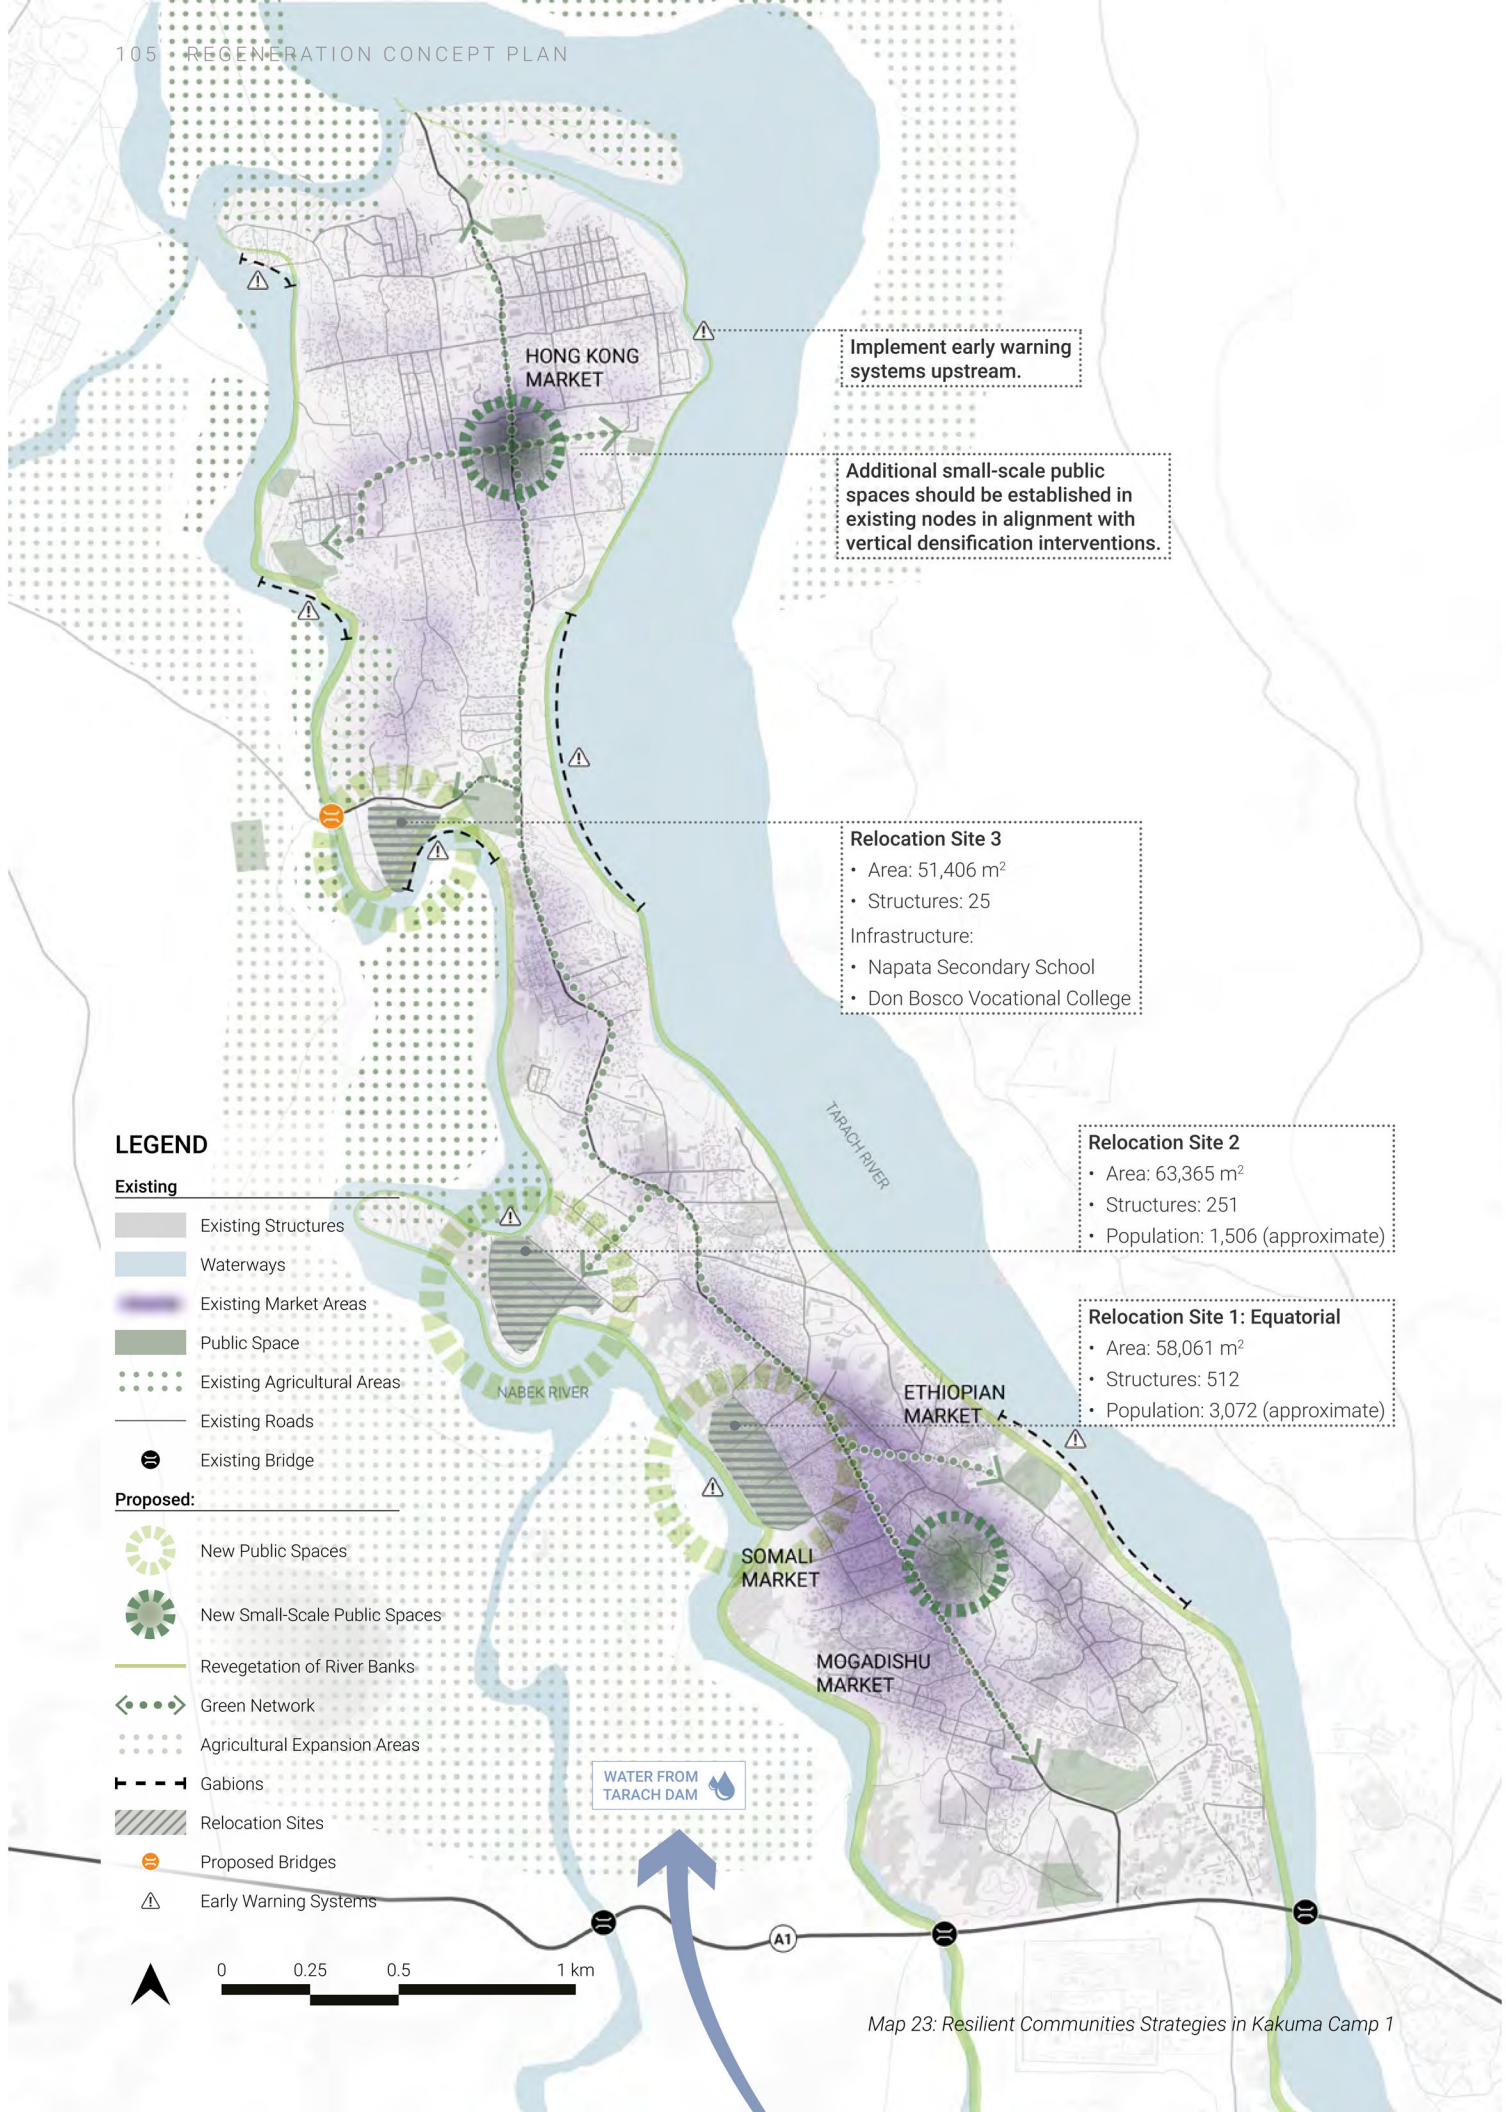 105 REGENERATION CONCEPT PLAN
HONG KONG
MARKET
Implement early warning
systems upstream.
Additional small-scale public
spaces should be established in
existing nodes in alignment with
vertical densification interventions.
Relocation Site 3
• Area: 51,406 m²
• Structures: 25
Infrastructure:
• Napata Secondary School
• Don Bosco Vocational College
TARACH RIVER
Relocation Site 2
• Area: 63,365 m²
• Structures: 251
• Population: 1,506 (approximate)
Relocation Site 1: Equatorial
• Area: 58,061 m²
• Structures: 512
• Population: 3,072 (approximate)
NABEK RIVER
ETHIOPIAN
MARKET
SOMALI
MARKET
MOGADISHU
MARKET
WATER FROM
TARACH DAM
A1
LEGEND
Existing
Existing Structures
Waterways
Existing Market Areas
Public Space
Existing Agricultural Areas
Existing Roads
Existing Bridge
Proposed:
New Public Spaces
New Small-Scale Public Spaces
Revegetation of River Banks
Green Network
Agricultural Expansion Areas
Gabions
Relocation Sites
Proposed Bridges
Early Warning Systems
0 0.25 0.5 1 km
Map 23: Resilient Communities Strategies in Kakuma Camp 1